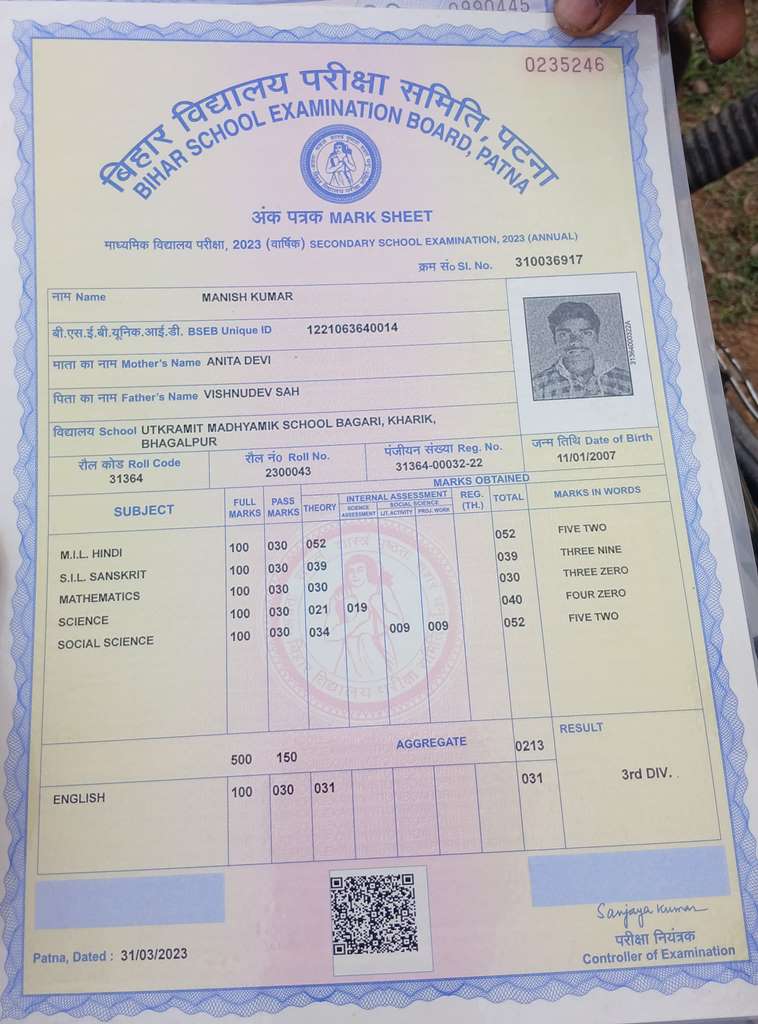 0990445
0235246
बिहार विद्यालय परीक्षा समिति, पटना
BIHAR SCHOOL EXAMINATION BOARD, PATNA
अंक पत्रक MARK SHEET
माध्यमिक विद्यालय परीक्षा, 2023 (वार्षिक) SECONDARY SCHOOL EXAMINATION, 2023 (ANNUAL)
क्रम सं० Sl. No. 310036917
नाम Name MANISH KUMAR
बी.एस.ई.बी.यूनिक.आई.डी. BSEB Unique ID 1221063640014
माता का नाम Mother's Name ANITA DEVI
पिता का नाम Father's Name VISHNUDEV SAH
विद्यालय School UTKRAMIT MADHYAMIK SCHOOL BAGARI, KHARIK,
BHAGALPUR
रौल कोड Roll Code रौल नं० Roll No. पंजीयन संख्या Reg. No. जन्म तिथि Date of Birth
31364 2300043 31364-00032-22 11/01/2007
MARKS OBTAINED
SUBJECT FULL MARKS PASS MARKS THEORY INTERNAL ASSESSMENT REG. (TH.) TOTAL MARKS IN WORDS
SCIENCE ASSESSMENT SOCIAL SCIENCE LIT. ACTIVITY PROJ. WORK
M.I.L. HINDI 100 030 052 052 FIVE TWO
S.I.L. SANSKRIT 100 030 039 039 THREE NINE
MATHEMATICS 100 030 030 030 THREE ZERO
SCIENCE 100 030 021 019 040 FOUR ZERO
SOCIAL SCIENCE 100 030 034 009 009 052 FIVE TWO
500 150 AGGREGATE 0213 RESULT
ENGLISH 100 030 031 031 3rd DIV.
Patna, Dated : 31/03/2023
Sanjaya Kumar
परीक्षा नियंत्रक
Controller of Examination